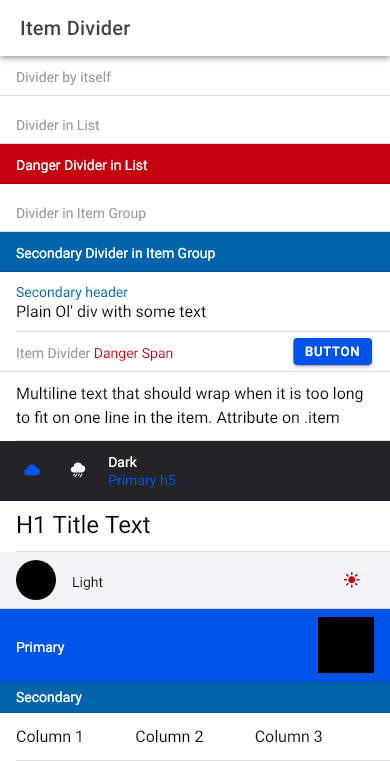 Item Divider
Divider by itself
Divider in List
Danger Divider in List
Divider in Item Group
Secondary Divider in Item Group
Secondary header
Plain Ol' div with some text
Item Divider Danger Span BUTTON
Multiline text that should wrap when it is too long
to fit on one line in the item. Attribute on .item
Dark
Primary h5
H1 Title Text
Light
Primary
Secondary
Column 1 Column 2 Column 3